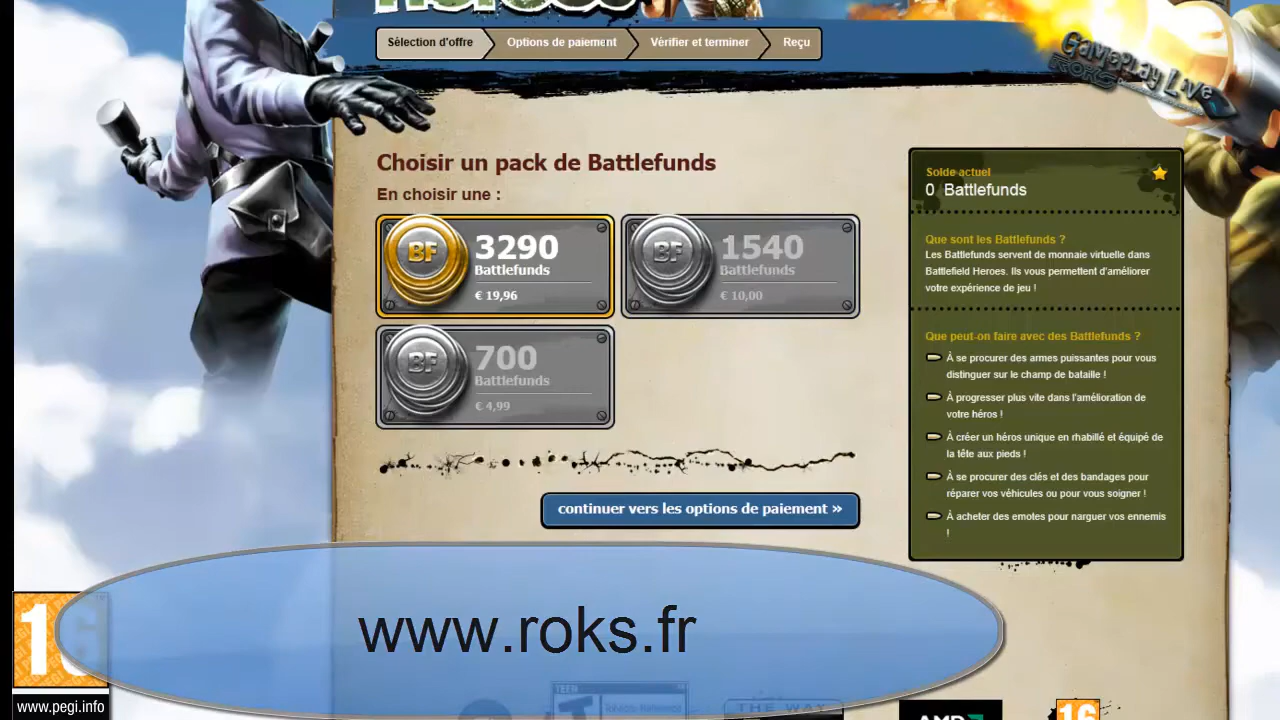 Heroes
Sélection d'offre
Options de paiement
Vérifier et terminer
Reçu
GamePlay Live
ROKS
Choisir un pack de Battlefunds
En choisir une :
BF
3290
Battlefunds
€ 19,96
BF
1540
Battlefunds
€ 10,00
BF
700
Battlefunds
€ 4,99
continuer vers les options de paiement »
Solde actuel
0 Battlefunds
Que sont les Battlefunds ?
Les Battlefunds servent de monnaie virtuelle dans
Battlefield Heroes. Ils vous permettent d'améliorer
votre expérience de jeu !
Que peut-on faire avec des Battlefunds ?
À se procurer des armes puissantes pour vous
distinguer sur le champ de bataille !
À progresser plus vite dans l'amélioration de
votre héros !
À créer un héros unique en rhabillé et équipé de
la tête aux pieds !
À se procurer des clés et des bandages pour
réparer vos véhicules ou pour vous soigner !
À acheter des emotes pour narguer vos ennemis
!
www.roks.fr
16
www.pegi.info
TEEN
THE WAY
AMD
16